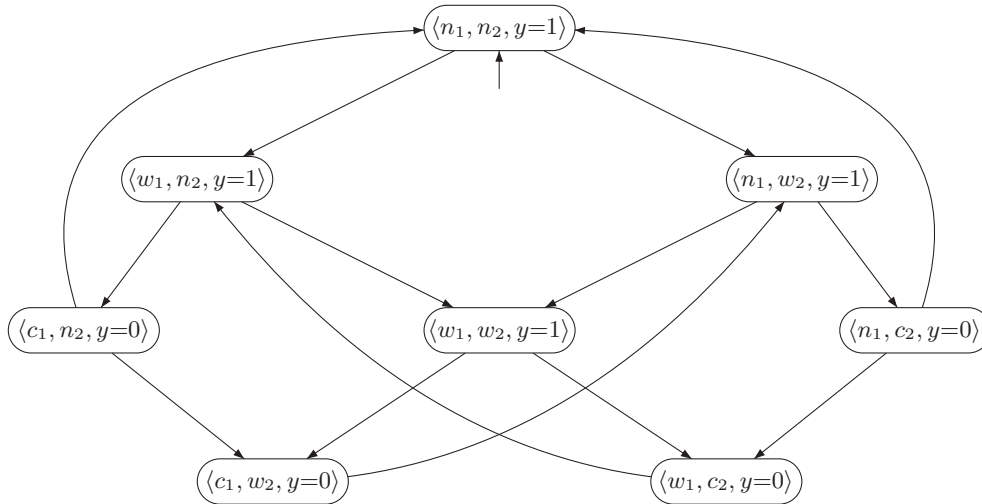 ⟨n₁, n₂, y=1⟩
⟨w₁, n₂, y=1⟩ ⟨n₁, w₂, y=1⟩
⟨c₁, n₂, y=0⟩ ⟨w₁, w₂, y=1⟩ ⟨n₁, c₂, y=0⟩
⟨c₁, w₂, y=0⟩ ⟨w₁, c₂, y=0⟩